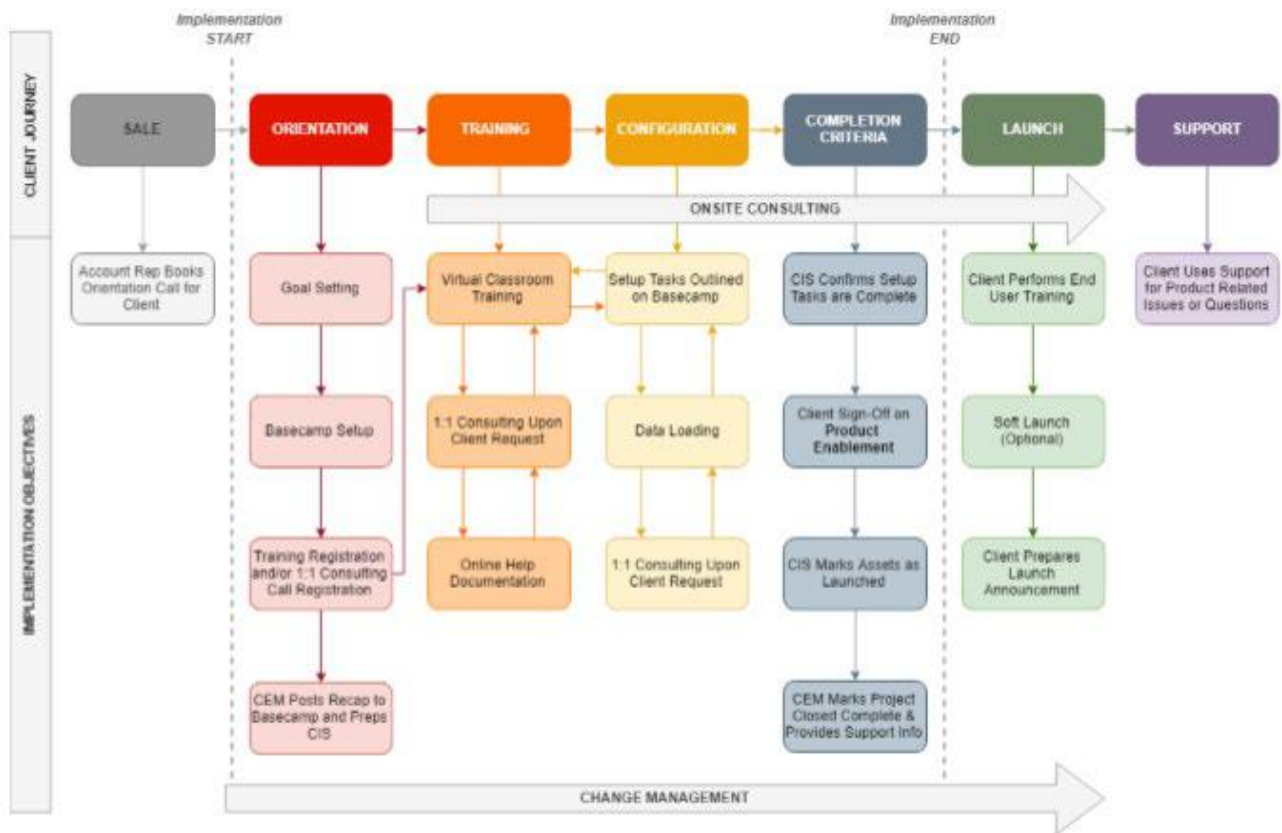 Implementation
START
Implementation
END
CLIENT JOURNEY
SALE
ORIENTATION
TRAINING
CONFIGURATION
COMPLETION
CRITERIA
LAUNCH
SUPPORT
ONSITE CONSULTING
IMPLEMENTATION OBJECTIVES
Account Rep Books
Orientation Call for
Client
Goal Setting
Virtual Classroom
Training
Setup Tasks Outlined
on Basecamp
CIS Confirms Setup
Tasks are Complete
Client Performs End
User Training
Client Uses Support
for Product Related
Issues or Questions
Basecamp Setup
1:1 Consulting Upon
Client Request
Data Loading
Client Sign-Off on
Product
Enablement
Soft Launch
(Optional)
Training Registration
and/or 1:1 Consulting
Call Registration
Online Help
Documentation
1:1 Consulting Upon
Client Request
CIS Marks Assets as
Launched
Client Prepares
Launch
Announcement
CEM Posts Recap to
Basecamp and Preps
CIS
CEM Marks Project
Closed Complete &
Provides Support Info
CHANGE MANAGEMENT